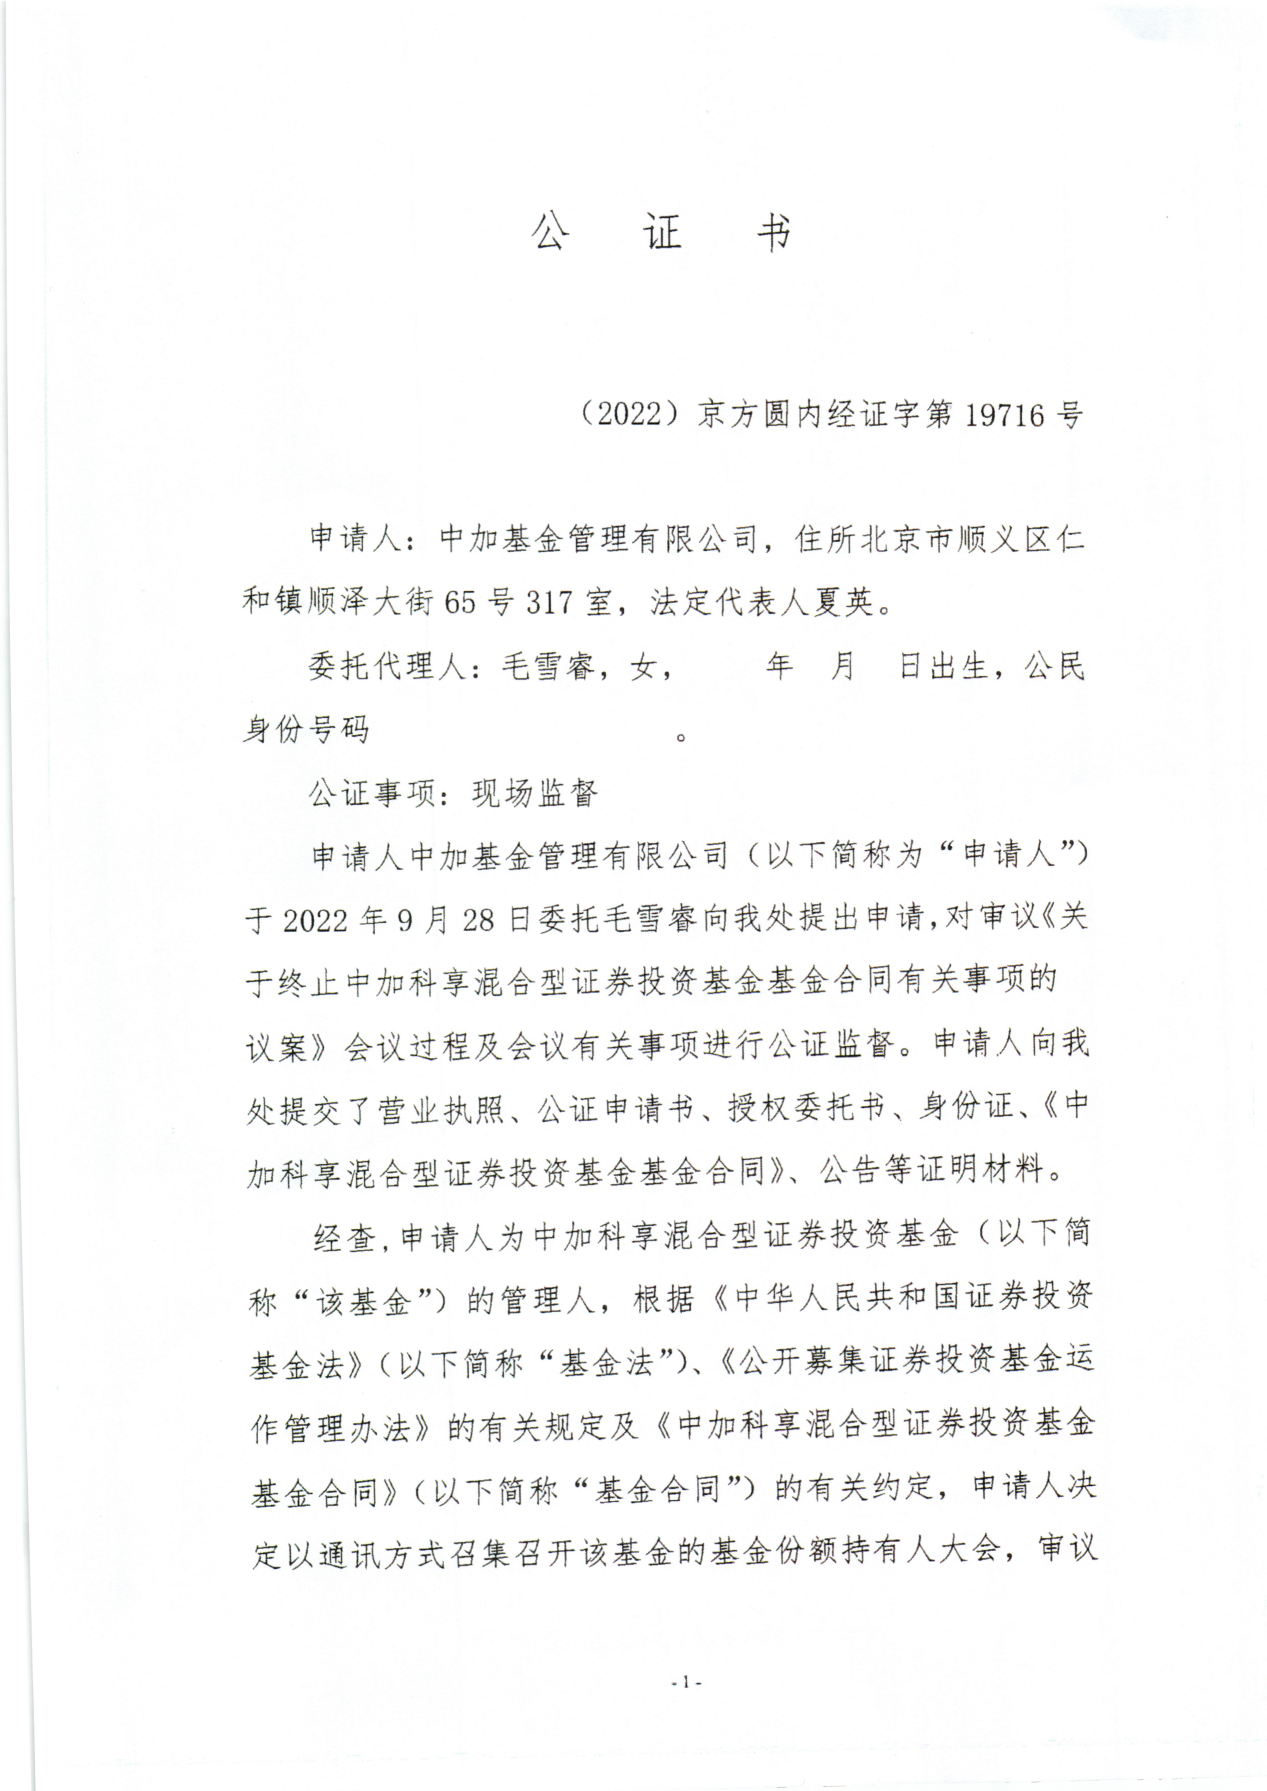 公 证 书
（2022）京方圆内经证字第 19716 号
申请人：中加基金管理有限公司，住所北京市顺义区仁
和镇顺泽大街 65 号 317 室，法定代表人夏英。
委托代理人：毛雪睿，女， 年 月 日出生，公民
身份号码 。
公证事项：现场监督
申请人中加基金管理有限公司（以下简称为“申请人”）
于 2022 年 9 月 28 日委托毛雪睿向我处提出申请，对审议《关
于终止中加科享混合型证券投资基金基金合同有关事项的
议案》会议过程及会议有关事项进行公证监督。申请人向我
处提交了营业执照、公证申请书、授权委托书、身份证、《中
加科享混合型证券投资基金基金合同》、公告等证明材料。
经查，申请人为中加科享混合型证券投资基金（以下简
称“该基金”）的管理人，根据《中华人民共和国证券投资
基金法》（以下简称“基金法”）、《公开募集证券投资基金运
作管理办法》的有关规定及《中加科享混合型证券投资基金
基金合同》（以下简称“基金合同”）的有关约定，申请人决
定以通讯方式召集召开该基金的基金份额持有人大会，审议
- 1 -